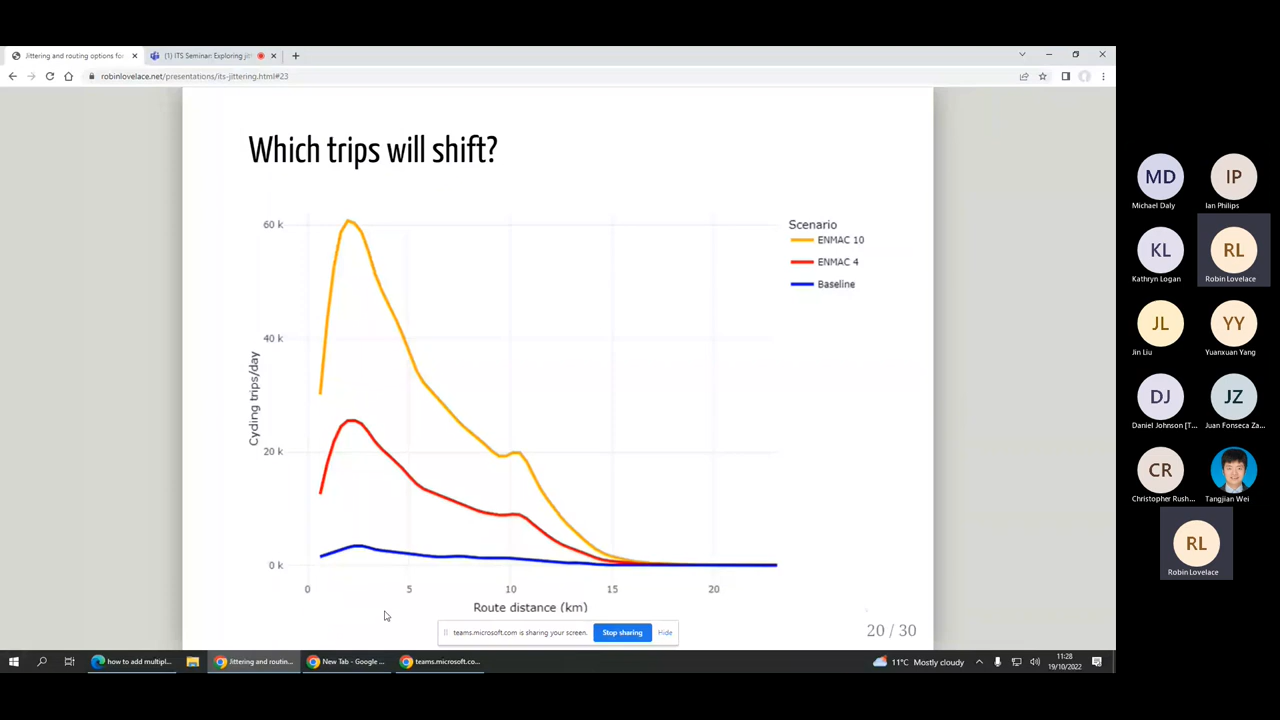 Jittering and routing options for
(1) ITS Seminar: Exploring jit
robinlovelace.net/presentations/its-jittering.html#23
Which trips will shift?
60 k
40 k
20 k
0 k
Cycling trips/day
0
5
10
15
20
Route distance (km)
Scenario
ENMAC 10
ENMAC 4
Baseline
20 / 30
teams.microsoft.com is sharing your screen.
Stop sharing
Hide
how to add multipl...
Jittering and routin...
New Tab - Google ...
teams.microsoft.co...
11°C Mostly cloudy
11:28
19/10/2022
MD
Michael Daly
IP
Ian Philips
KL
Kathryn Logan
RL
Robin Lovelace
JL
Jin Liu
YY
Yuanxuan Yang
DJ
Daniel Johnson [T...
JZ
Juan Fonseca Za...
CR
Christopher Rush...
Tangjian Wei
RL
Robin Lovelace